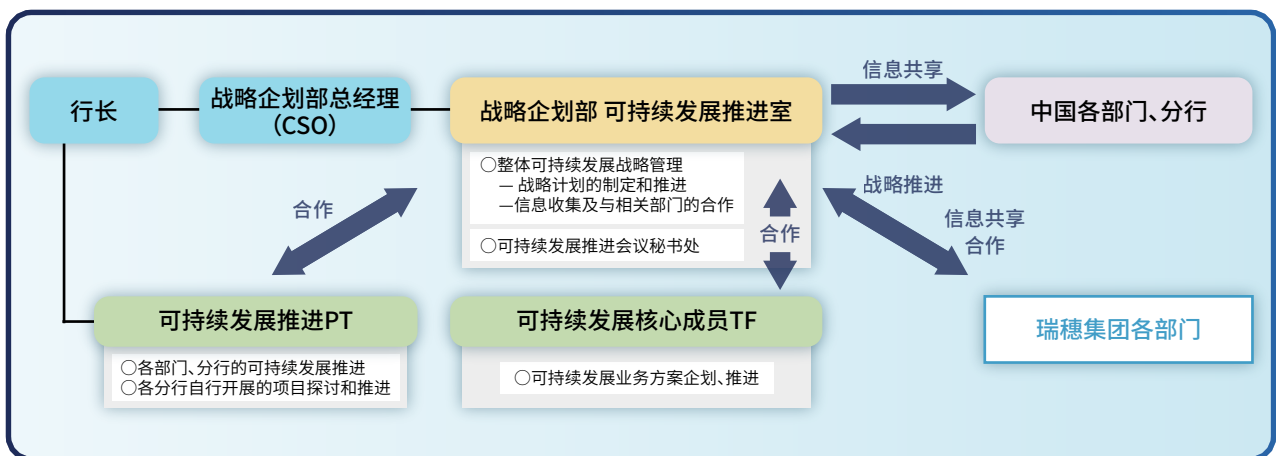 行长
战略企划部总经理
（CSO）
战略企划部 可持续发展推进室
信息共享
中国各部门、分行
○整体可持续发展战略管理
— 战略计划的制定和推进
—信息收集及与相关部门的合作
○可持续发展推进会议秘书处
合作
合作
战略推进
信息共享
合作
可持续发展推进PT
○各部门、分行的可持续发展推进
○各分行自行开展的项目探讨和推进
可持续发展核心成员TF
○可持续发展业务方案企划、推进
瑞穗集团各部门